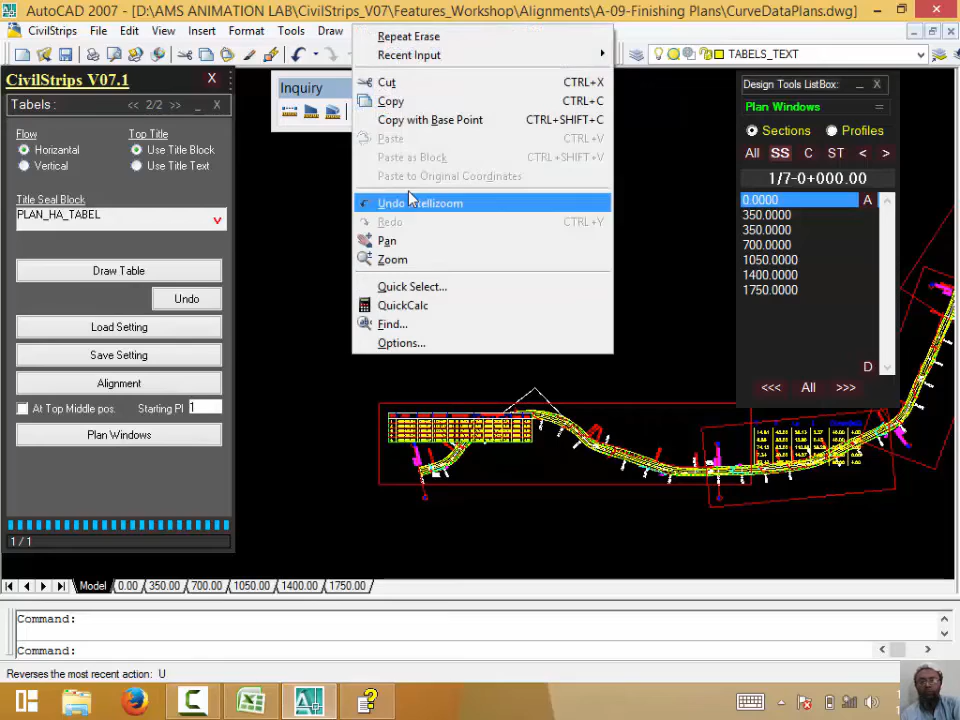 AutoCAD 2007 - [D:\AMS ANIMATION LAB\CivilStrips_V07\Features_Workshop\Alignments\A-09-Finishing Plans\CurveDataPlans.dwg]
CivilStrips File Edit View Insert Format Tools Draw
TABELS_TEXT
CivilStrips V07.1 X
Tabels: << 2/2 >> _ X
Flow Top Title
Horizontal Use Title Block
Vertical Use Title Text
Title Seal Block
PLAN_HA_TABEL
Draw Table
Undo
Load Setting
Save Setting
Alignment
At Top Middle pos. Starting PI 1
Plan Windows
1/1
Inquiry
Repeat Erase
Recent Input
Cut CTRL+X
Copy CTRL+C
Copy with Base Point CTRL+SHIFT+C
Paste CTRL+V
Paste as Block CTRL+SHIFT+V
Paste to Original Coordinates
Redo CTRL+Y
Pan
Zoom
Quick Select...
QuickCalc
Find...
Options...
Design Tools ListBox: _ X
Plan Windows =
Sections Profiles
All SS C ST < >
1/7-0+000.00
0.0000 A
350.0000
350.0000
700.0000
1050.0000
1400.0000
1750.0000
D
<<< All >>>
Model 0.00 350.00 700.00 1050.00 1400.00 1750.00
Command:
Command:
Reverses the most recent action: U